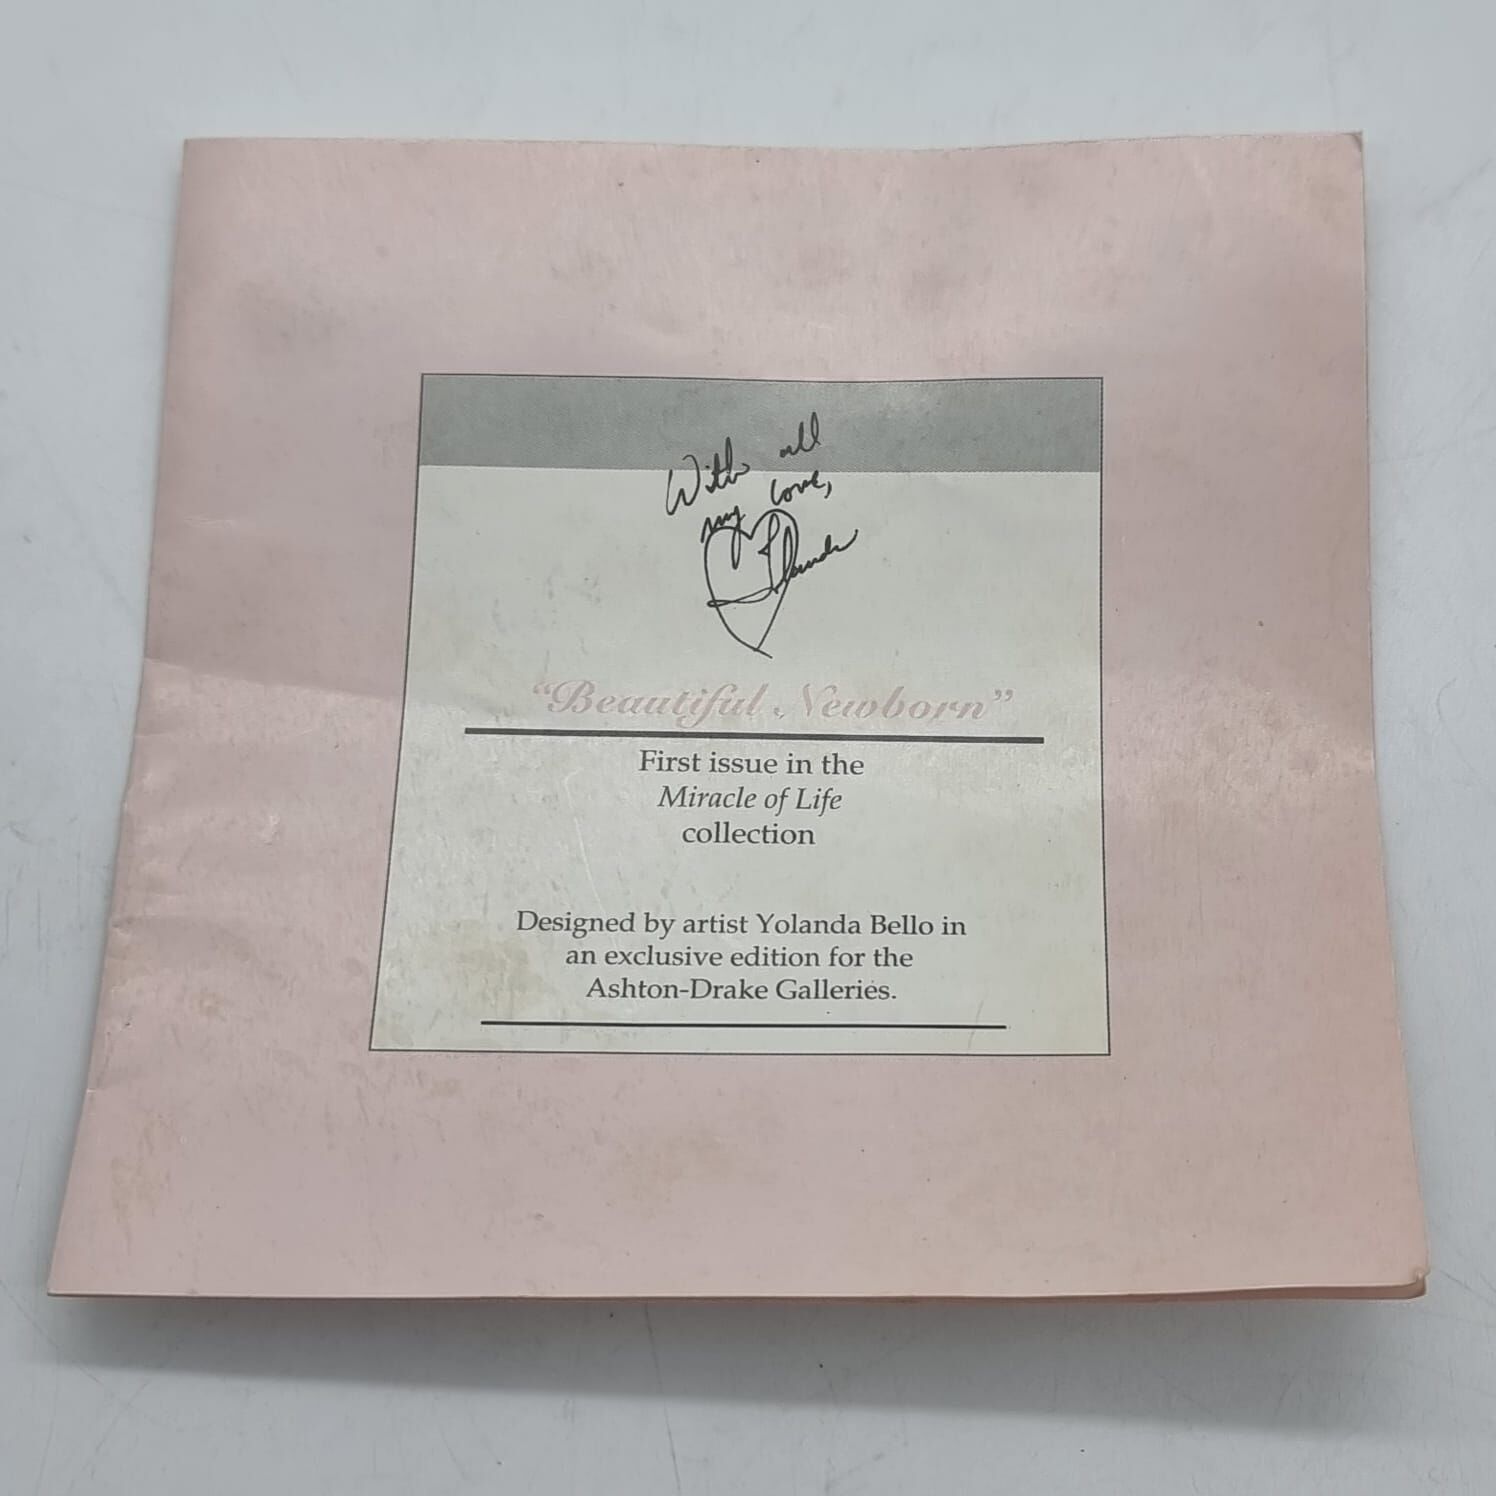 With all
my love,
Yolanda
“Beautiful Newborn”
First issue in the
Miracle of Life
collection
Designed by artist Yolanda Bello in
an exclusive edition for the
Ashton-Drake Galleries.